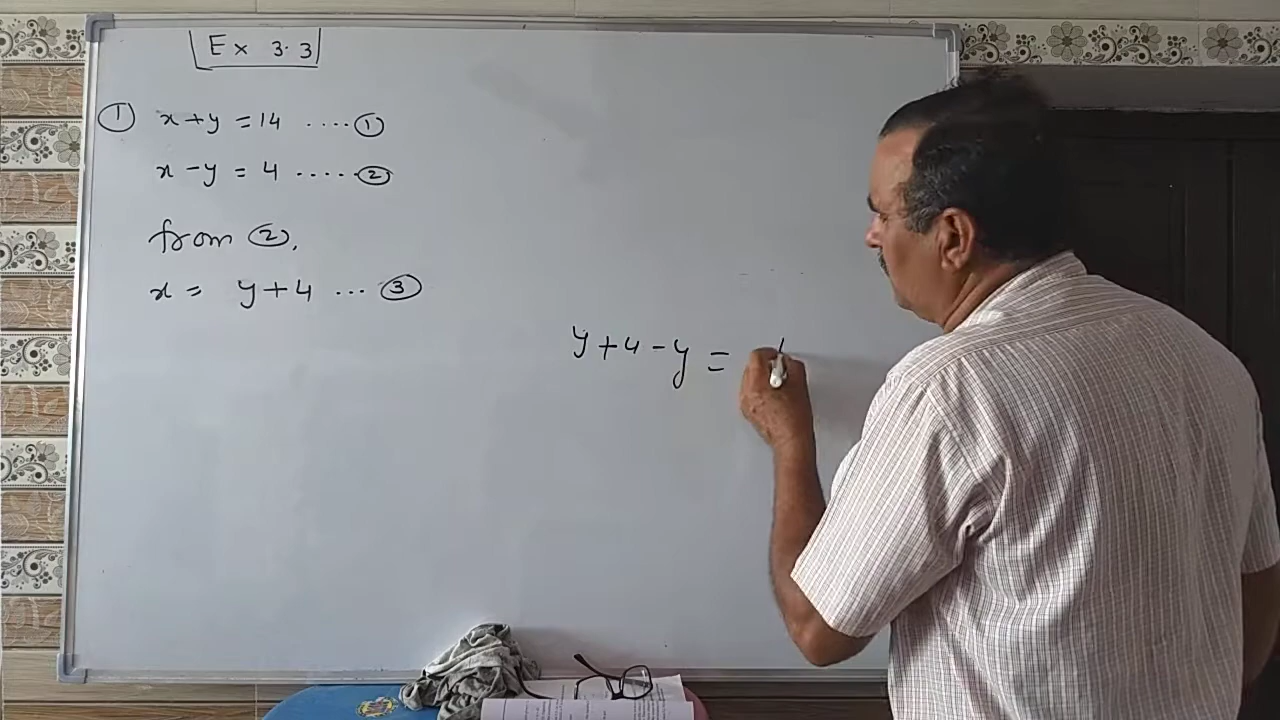 Ex 3.3
① x+y = 14 ....①
x-y = 4 .....②
from ②,
x = y+4 ...③
y+4-y =